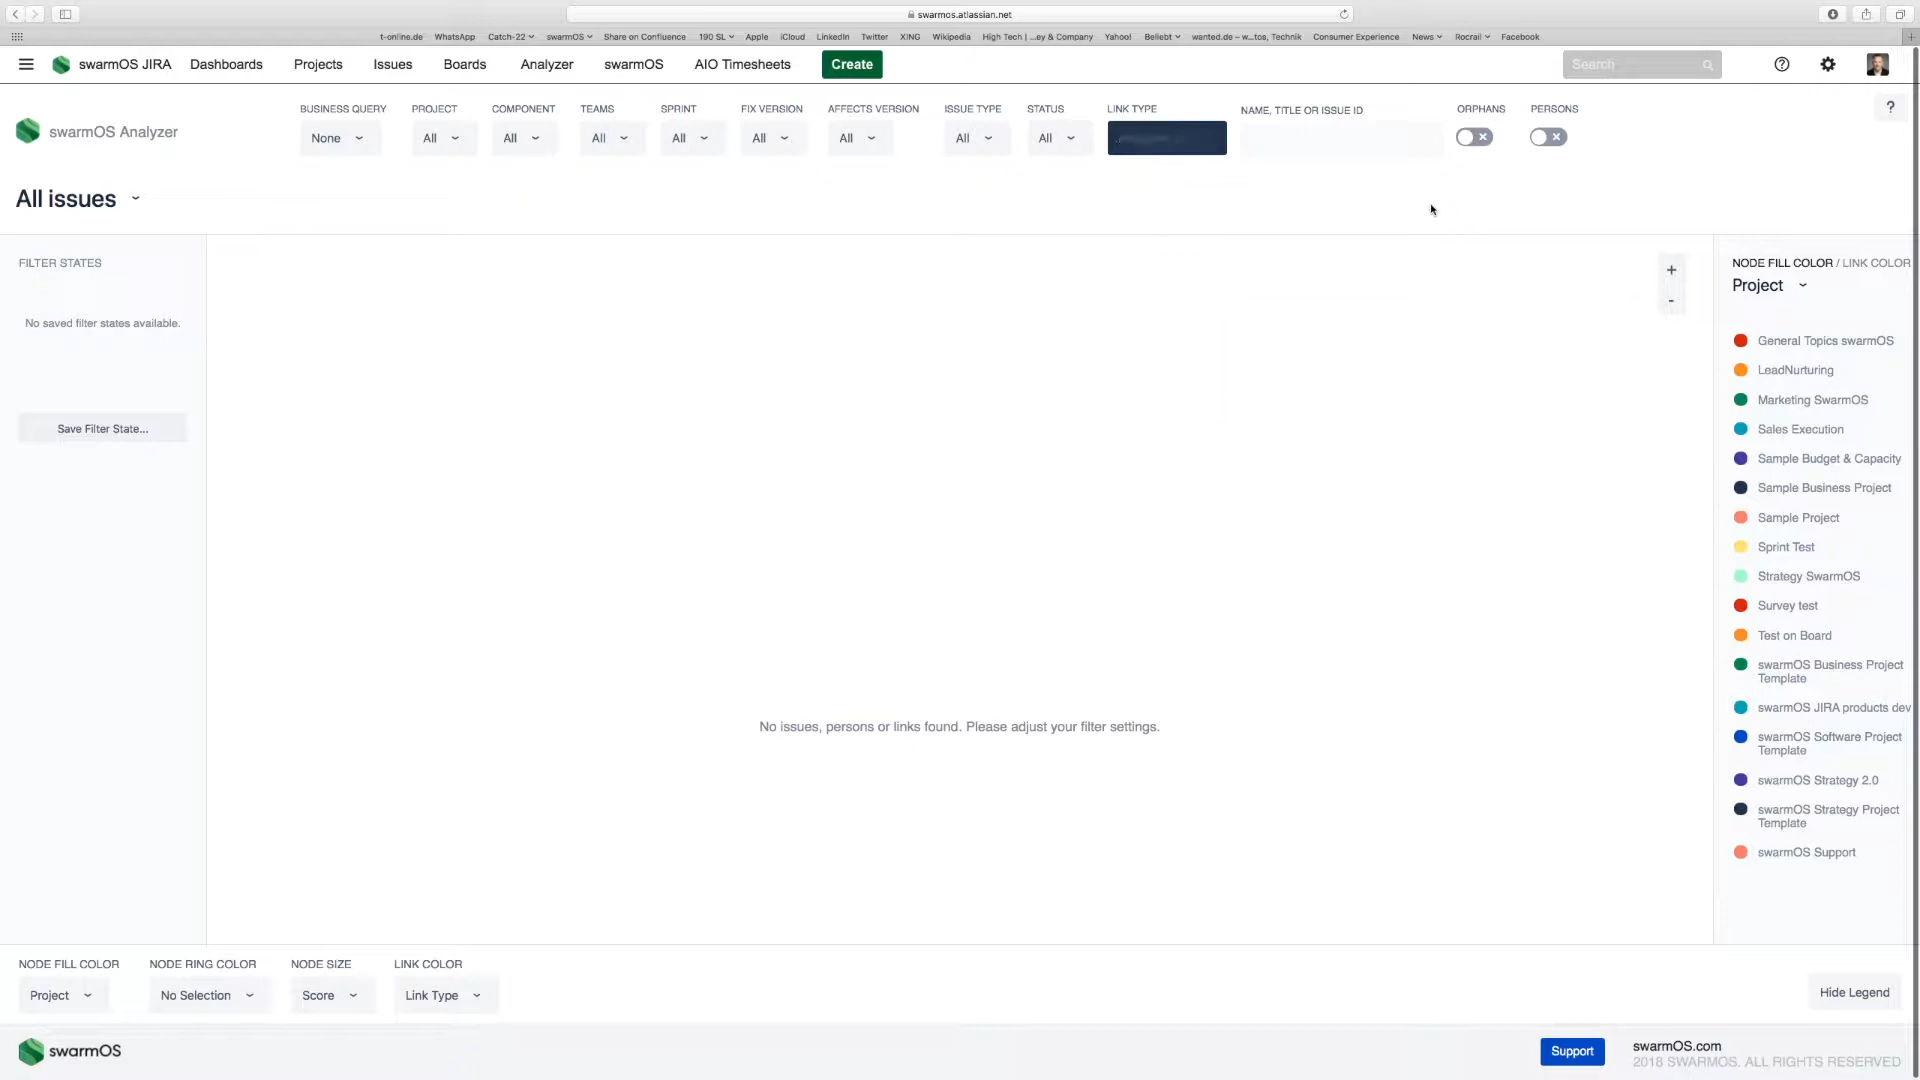 swarmos.atlassian.net
t-online.de WhatsApp Catch-22 swarmOS Share on Confluence 190 SL Apple iCloud LinkedIn Twitter XING Wikipedia High Tech | ...ey & Company Yahoo! Beliebt wanted.de – w...tos, Technik Consumer Experience News Rocrail Facebook
swarmOS JIRA Dashboards Projects Issues Boards Analyzer swarmOS AIO Timesheets Create Search
swarmOS Analyzer
BUSINESS QUERY PROJECT COMPONENT TEAMS SPRINT FIX VERSION AFFECTS VERSION ISSUE TYPE STATUS LINK TYPE NAME, TITLE OR ISSUE ID ORPHANS PERSONS ?
None All All All All All All All All
All issues
FILTER STATES
No saved filter states available.
Save Filter State...
+
-
No issues, persons or links found. Please adjust your filter settings.
NODE FILL COLOR / LINK COLOR
Project
General Topics swarmOS
LeadNurturing
Marketing SwarmOS
Sales Execution
Sample Budget & Capacity
Sample Business Project
Sample Project
Sprint Test
Strategy SwarmOS
Survey test
Test on Board
swarmOS Business Project
Template
swarmOS JIRA products dev
swarmOS Software Project
Template
swarmOS Strategy 2.0
swarmOS Strategy Project
Template
swarmOS Support
NODE FILL COLOR NODE RING COLOR NODE SIZE LINK COLOR
Project No Selection Score Link Type
Hide Legend
swarmOS
Support
swarmOS.com
2018 SWARMOS. ALL RIGHTS RESERVED